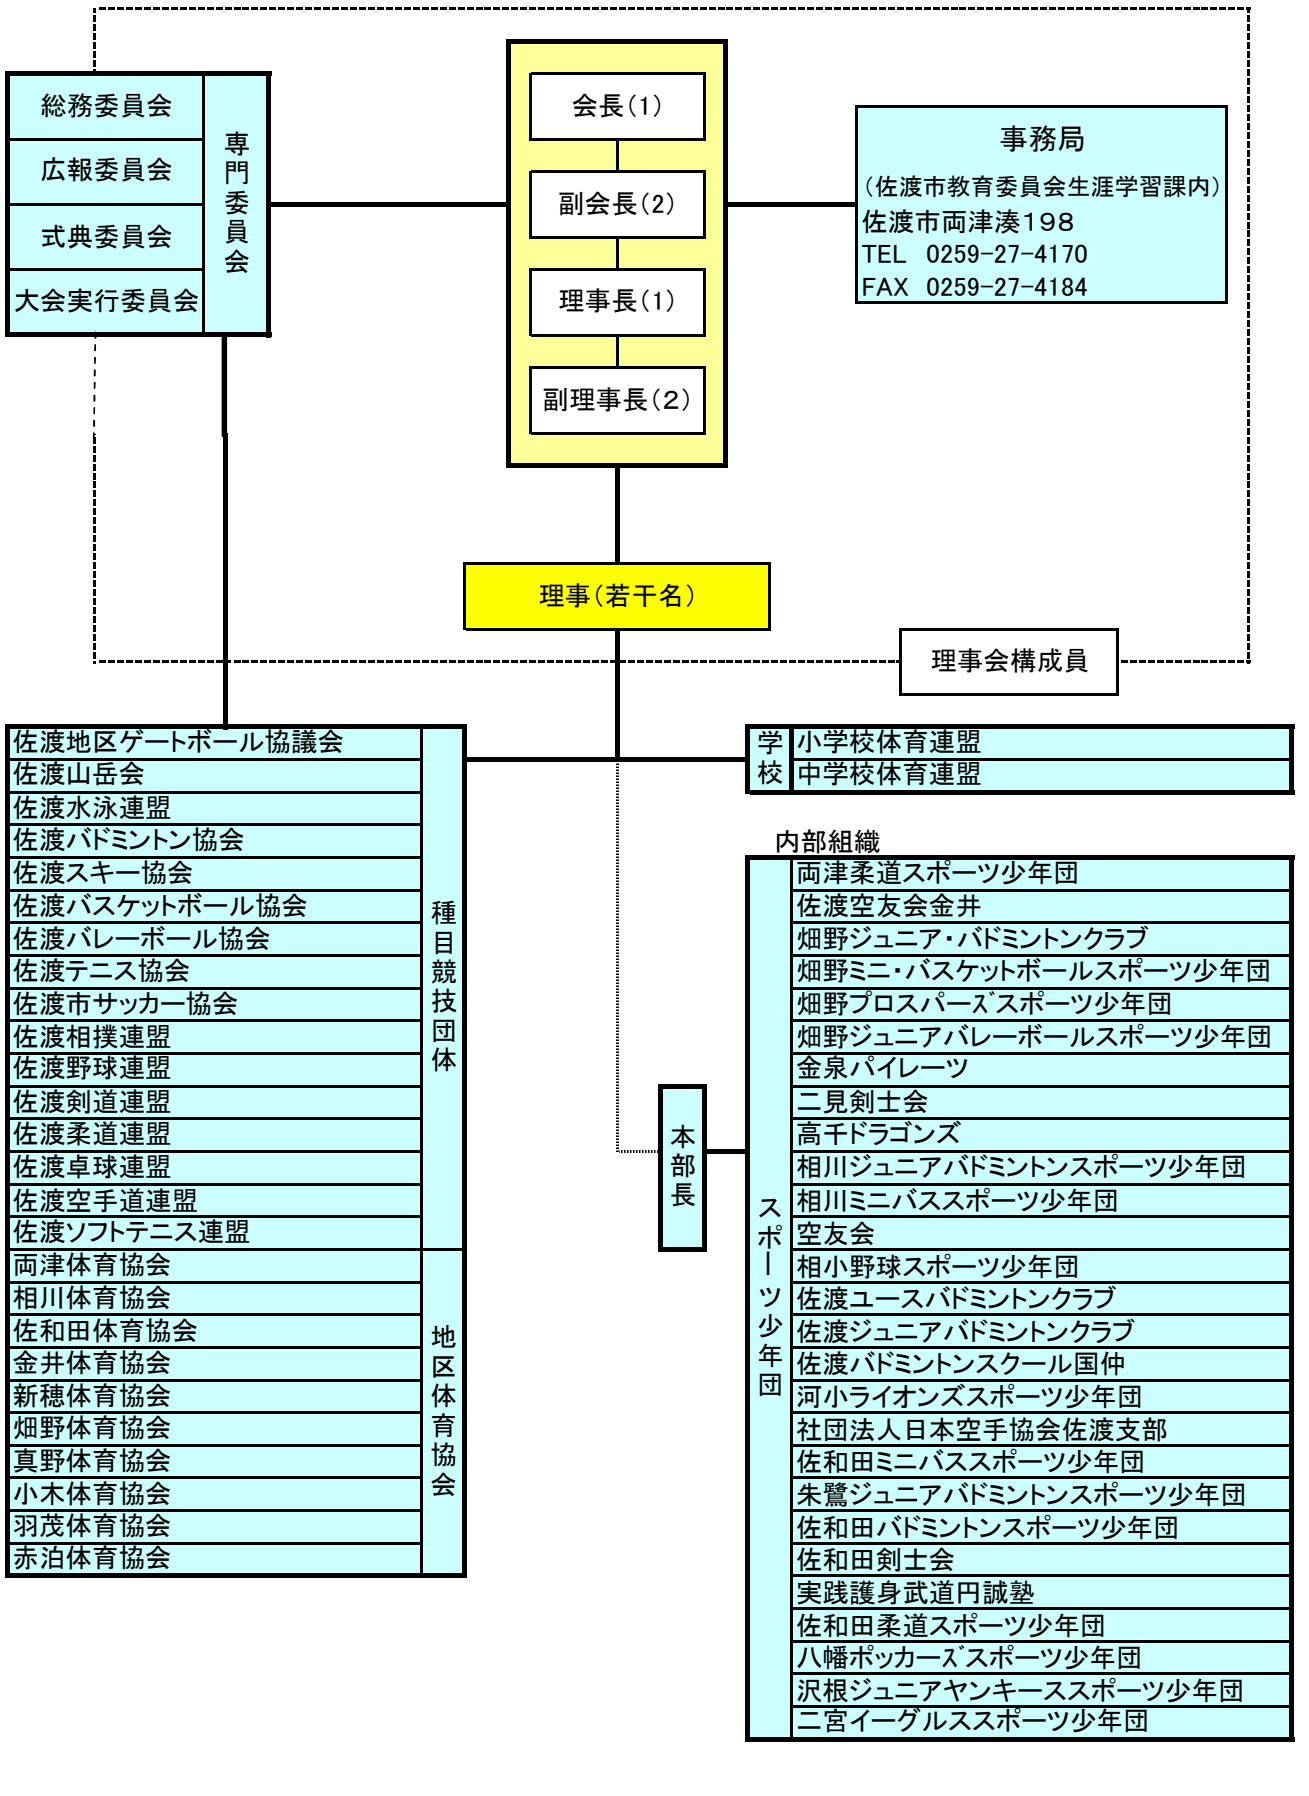 総務委員会
広報委員会
式典委員会
大会実行委員会
専門委員会
会長(1)
副会長(2)
理事長(1)
副理事長(2)
事務局
(佐渡市教育委員会生涯学習課内)
佐渡市両津湊198
TEL 0259-27-4170
FAX 0259-27-4184
理事(若干名)
理事会構成員
佐渡地区ゲートボール協議会
佐渡山岳会
佐渡水泳連盟
佐渡バドミントン協会
佐渡スキー協会
佐渡バスケットボール協会
佐渡バレーボール協会
佐渡テニス協会
佐渡市サッカー協会
佐渡相撲連盟
佐渡野球連盟
佐渡剣道連盟
佐渡柔道連盟
佐渡卓球連盟
佐渡空手道連盟
佐渡ソフトテニス連盟
種目競技団体
両津体育協会
相川体育協会
佐和田体育協会
金井体育協会
新穂体育協会
畑野体育協会
真野体育協会
小木体育協会
羽茂体育協会
赤泊体育協会
地区体育協会
学校
小学校体育連盟
中学校体育連盟
内部組織
本部長
スポーツ少年団
両津柔道スポーツ少年団
佐渡空友会金井
畑野ジュニア・バドミントンクラブ
畑野ミニ・バスケットボールスポーツ少年団
畑野プロスパーズスポーツ少年団
畑野ジュニアバレーボールスポーツ少年団
金泉パイレーツ
二見剣士会
高千ドラゴンズ
相川ジュニアバドミントンスポーツ少年団
相川ミニバススポーツ少年団
空友会
相小野球スポーツ少年団
佐渡ユースバドミントンクラブ
佐渡ジュニアバドミントンクラブ
佐渡バドミントンスクール国仲
河小ライオンズスポーツ少年団
社団法人日本空手協会佐渡支部
佐和田ミニバススポーツ少年団
朱鷺ジュニアバドミントンスポーツ少年団
佐和田バドミントンスポーツ少年団
佐和田剣士会
実践護身武道円誠塾
佐和田柔道スポーツ少年団
八幡ポッカーズスポーツ少年団
沢根ジュニアヤンキーススポーツ少年団
二宮イーグルススポーツ少年団